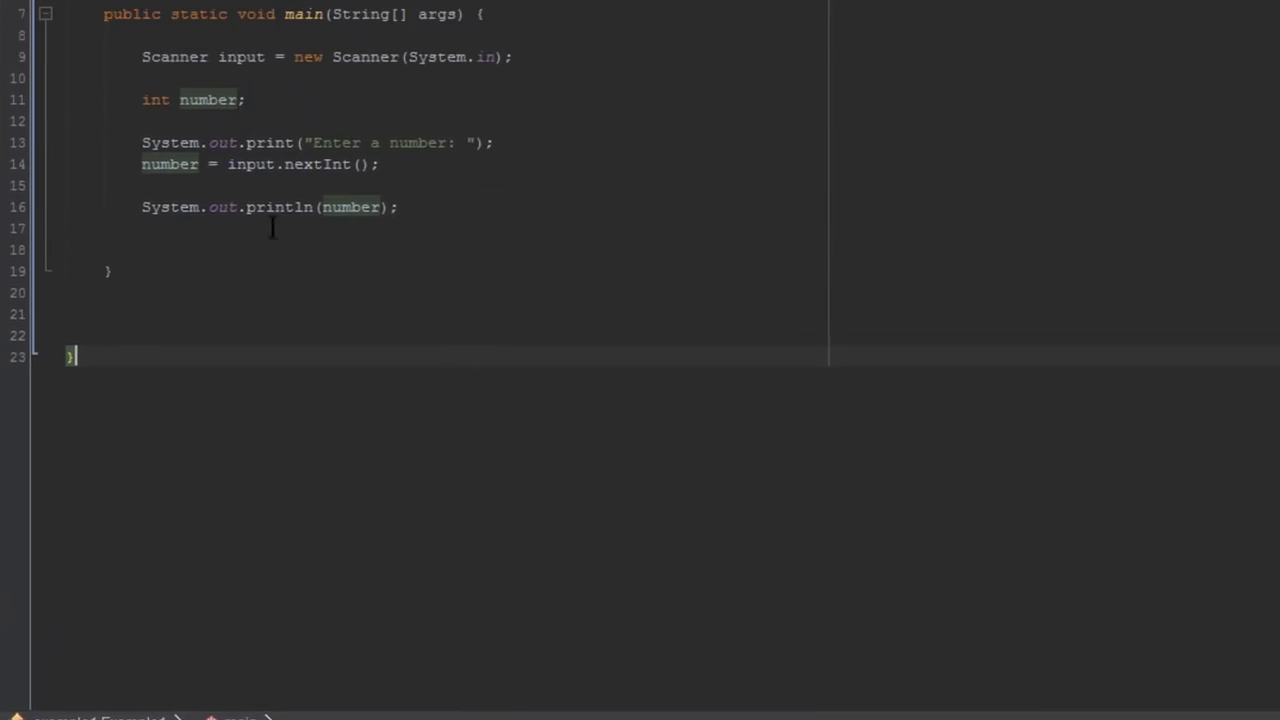 7 public static void main(String[] args) {
8
9 Scanner input = new Scanner(System.in);
10
11 int number;
12
13 System.out.print("Enter a number: ");
14 number = input.nextInt();
15
16 System.out.println(number);
17
18
19 }
20
21
22
23 }